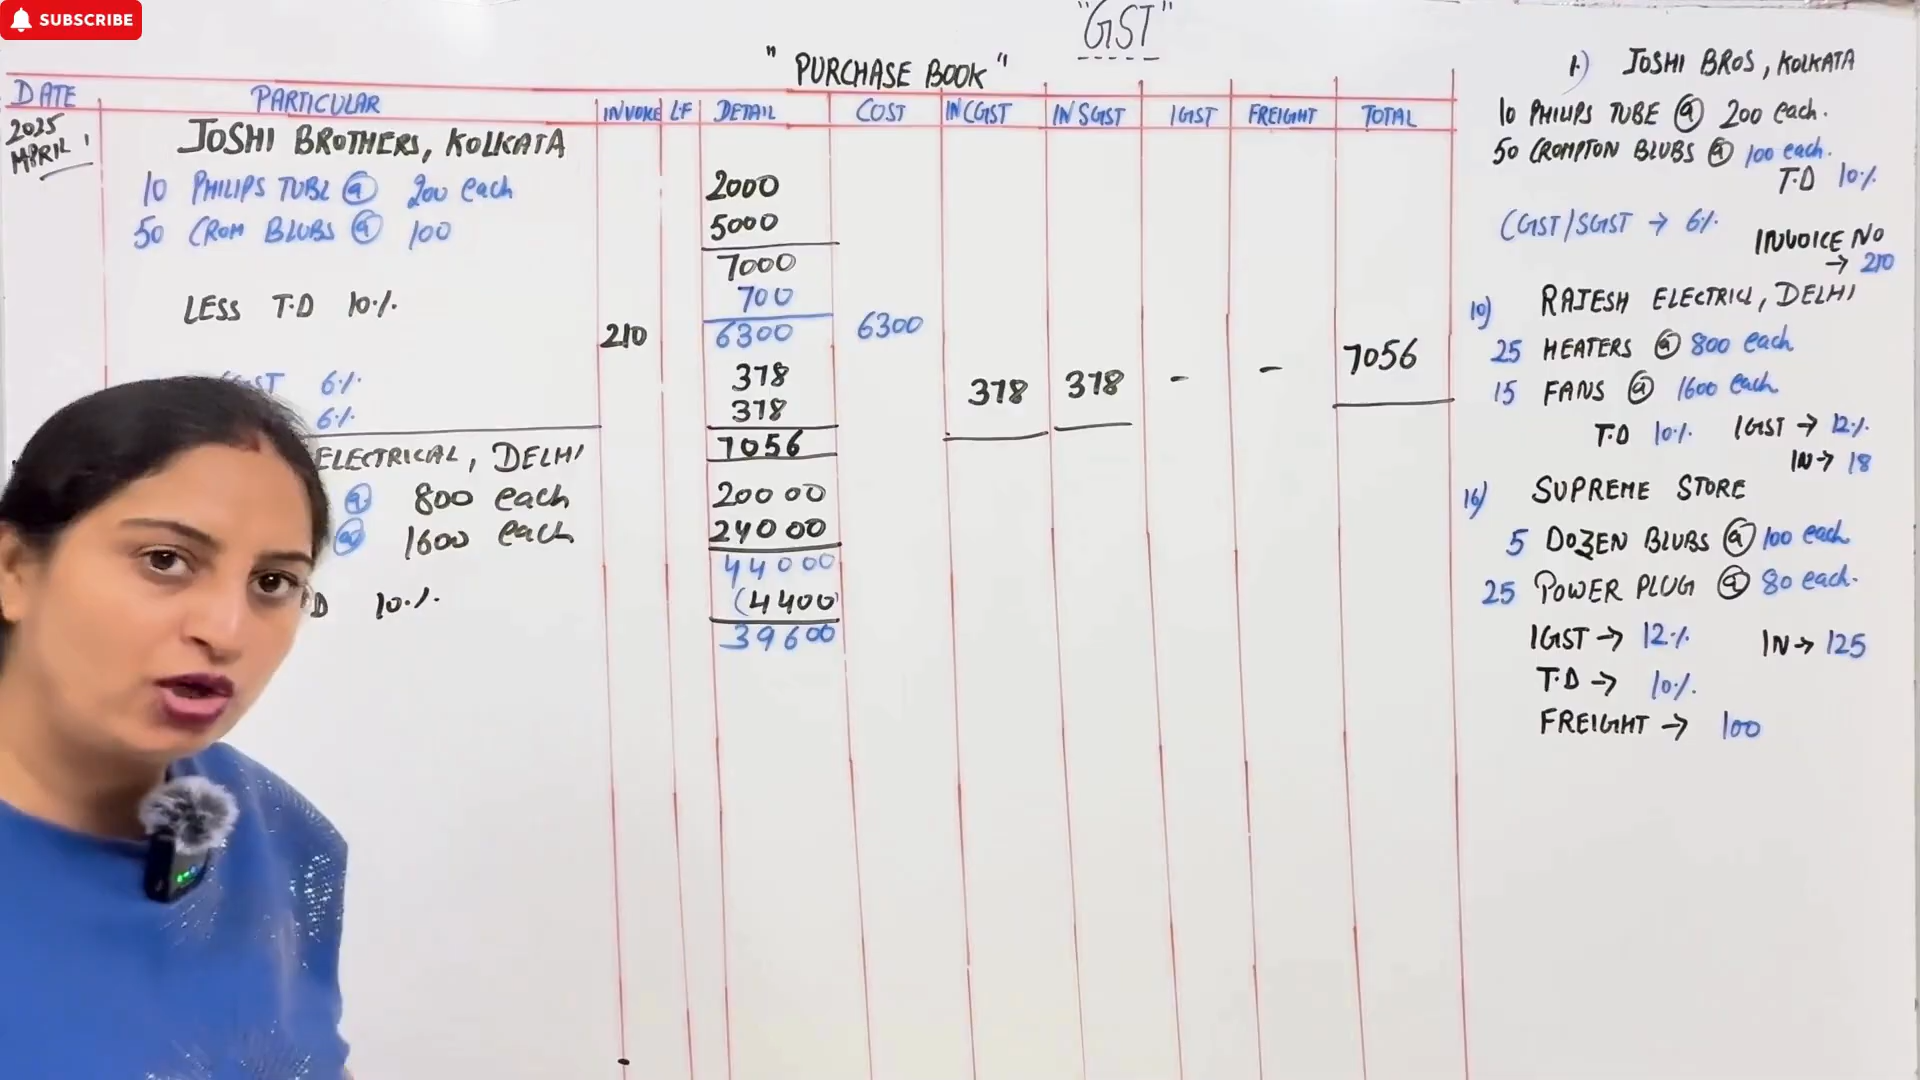 SUBSCRIBE
"GST"
"PURCHASE BOOK"
DATE PARTICULAR INVOICE LF DETAIL COST IN CGST IN SGST IGST FREIGHT TOTAL
2025
APRIL 1
JOSHI BROTHERS, KOLKATA
10 PHILIPS TUBE @ 200 each 2000
50 CROM BLUBS @ 100 5000
7000
LESS T.D 10% 700
210 6300 6300
6% 378 378 378 - - 7056
6% 378
7056
ELECTRICAL, DELHI
@ 800 each 20000
@ 1600 each 24000
44000
D 10% (4400
39600
1) JOSHI BROS, KOLKATA
10 PHILIPS TUBE @ 200 each.
50 CROMPTON BLUBS @ 100 each.
T.D 10%
CGST/SGST → 6%
INVOICE NO
→ 210
10) RAJESH ELECTRICL, DELHI
25 HEATERS @ 800 each
15 FANS @ 1600 each
T.D 10% IGST → 12%
IN → 18
16) SUPREME STORE
5 DOZEN BLUBS @ 100 each
25 POWER PLUG @ 80 each.
IGST → 12% IN → 125
T.D → 10%.
FREIGHT → 100